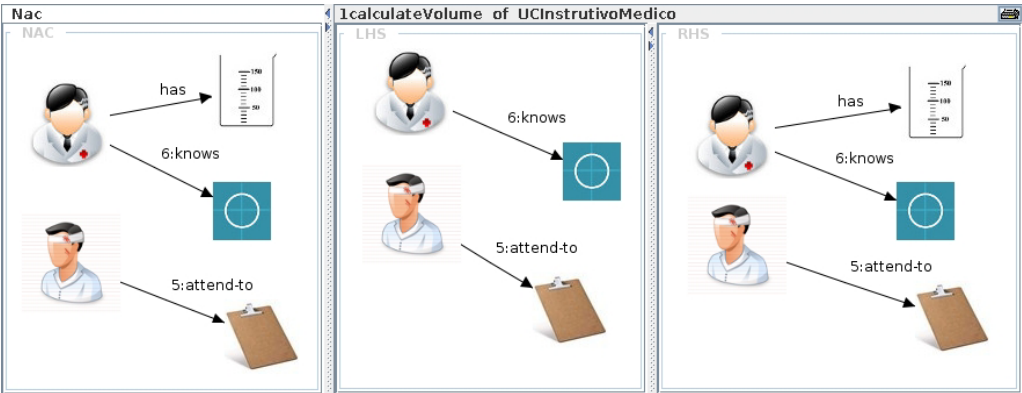 Nac
1calculateVolume of UCInstrutivoMedico
NAC
has
150
100
50
6:knows
5:attend-to
LHS
6:knows
5:attend-to
RHS
has
150
100
50
6:knows
5:attend-to